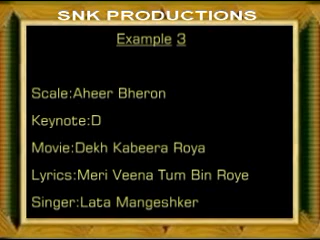 SNK PRODUCTIONS
Example 3
Scale:Aheer Bheron
Keynote:D
Movie:Dekh Kabeera Roya
Lyrics:Meri Veena Tum Bin Roye
Singer:Lata Mangeshker